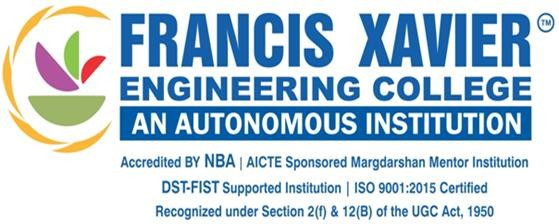 FRANCIS XAVIER TM
ENGINEERING COLLEGE
AN AUTONOMOUS INSTITUTION
Accredited BY NBA | AICTE Sponsored Margdarshan Mentor Institution
DST-FIST Supported Institution | ISO 9001:2015 Certified
Recognized under Section 2(f) & 12(B) of the UGC Act, 1950